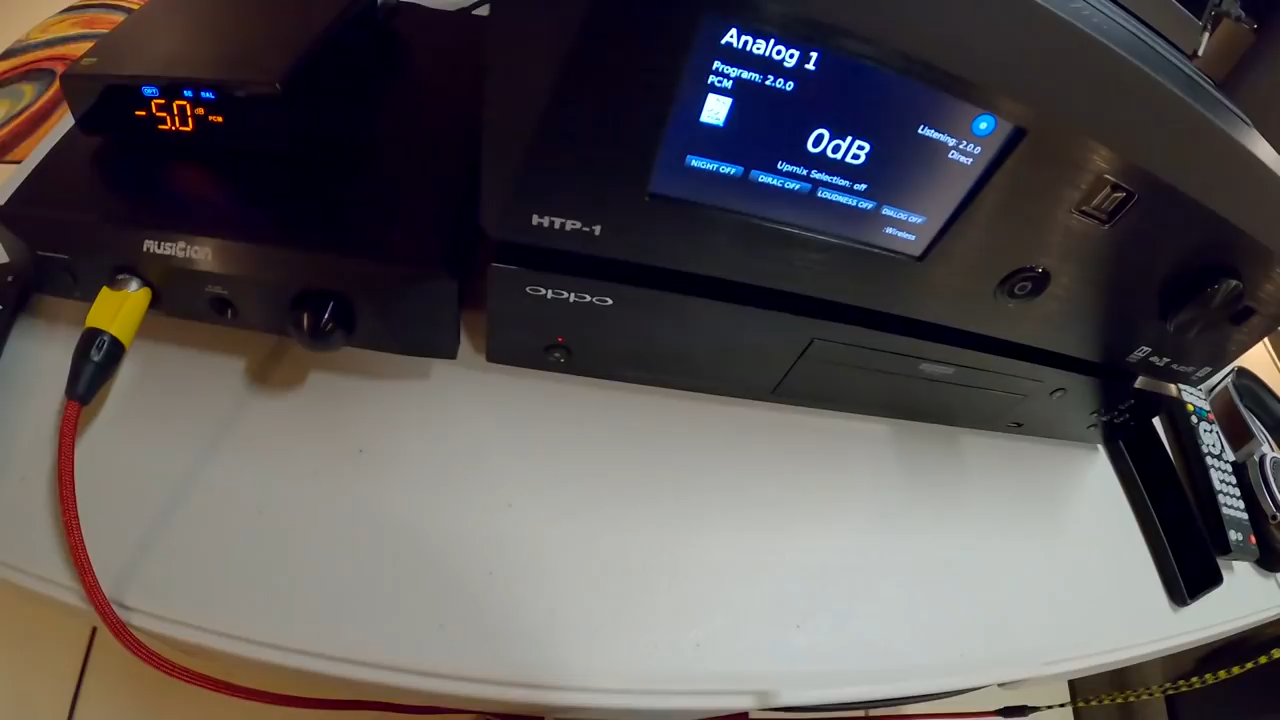 OPT SE BAL
-5.0 dB PCM
MUSICIAN
Analog 1
Program: 2.0.0
PCM
0dB
Listening: 2.0.0
Direct
Upmix Selection: off
NIGHT OFF
DIRAC OFF
LOUDNESS OFF
DIALOG OFF
:Wireless
HTP-1
oppo